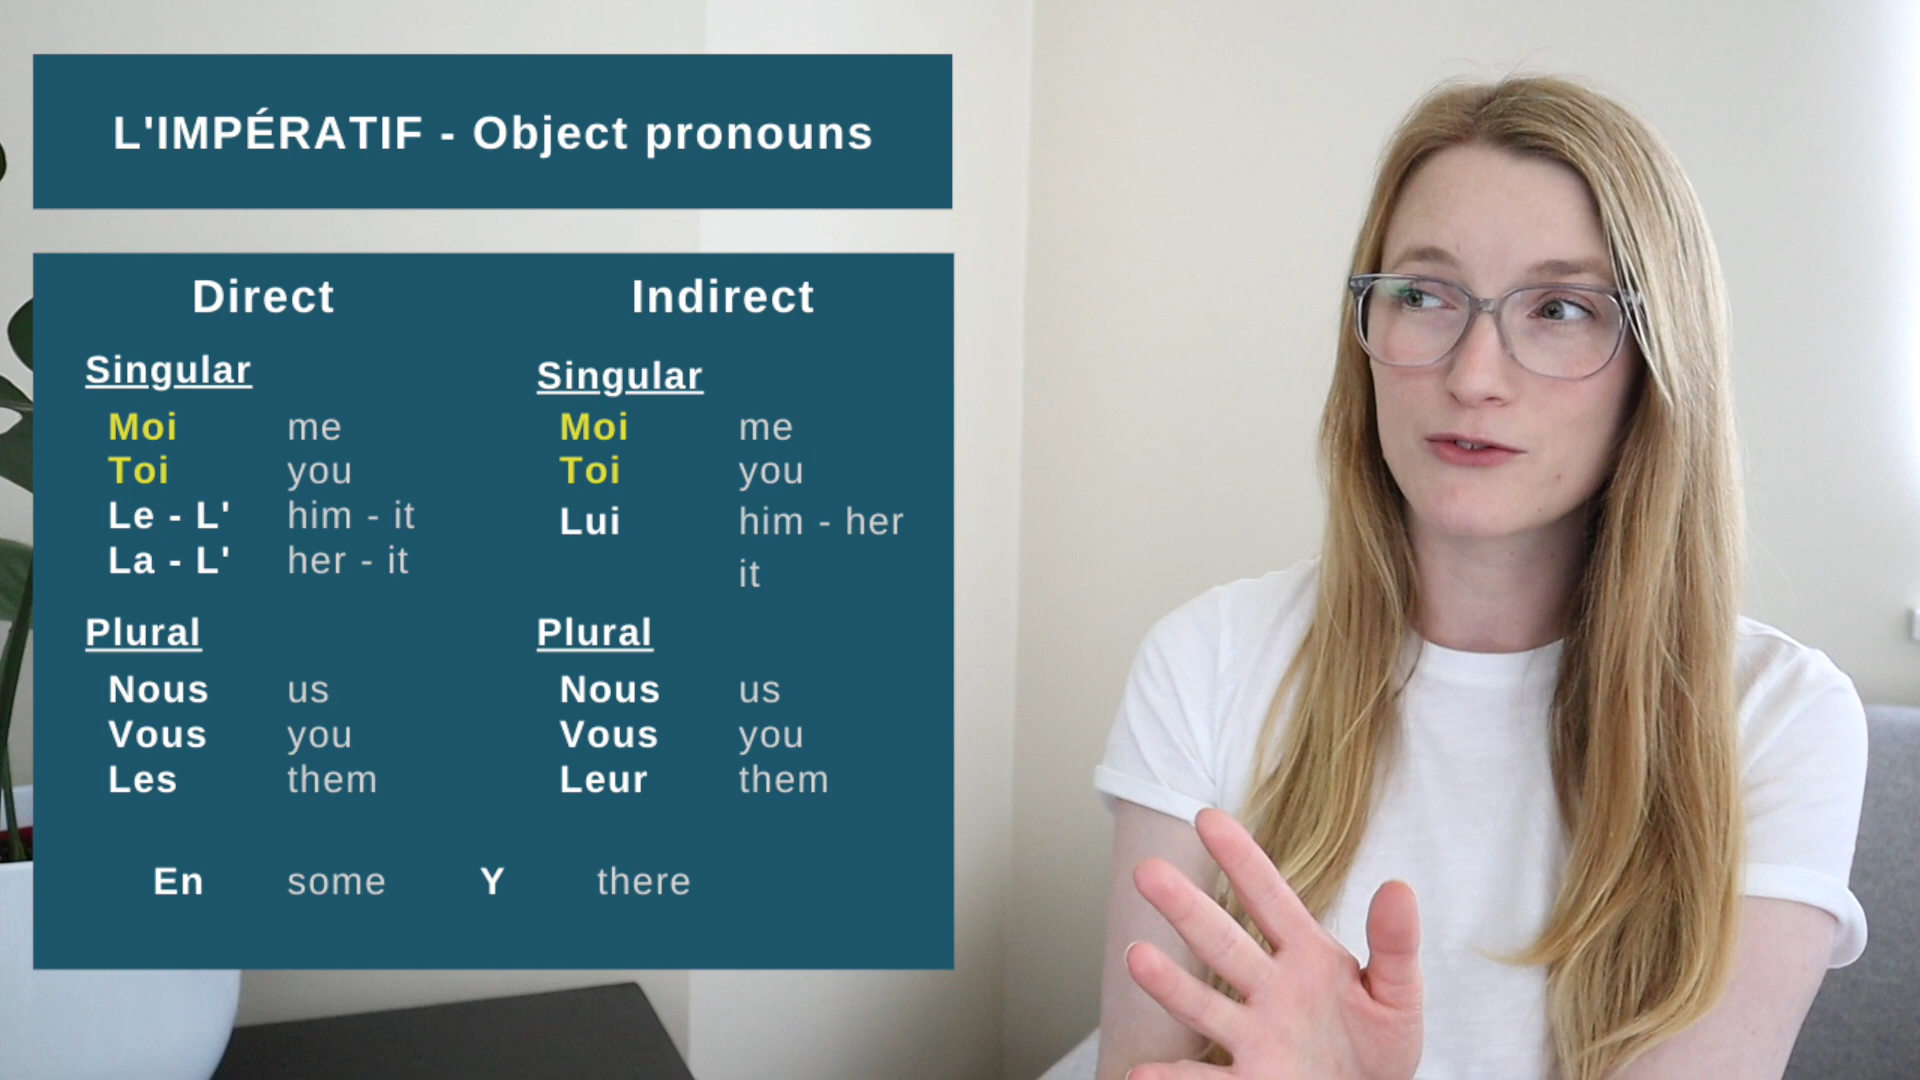 L'IMPÉRATIF - Object pronouns
Direct
Singular
Moi me
Toi you
Le - L' him - it
La - L' her - it
Plural
Nous us
Vous you
Les them
Indirect
Singular
Moi me
Toi you
Lui him - her
it
Plural
Nous us
Vous you
Leur them
En some Y there